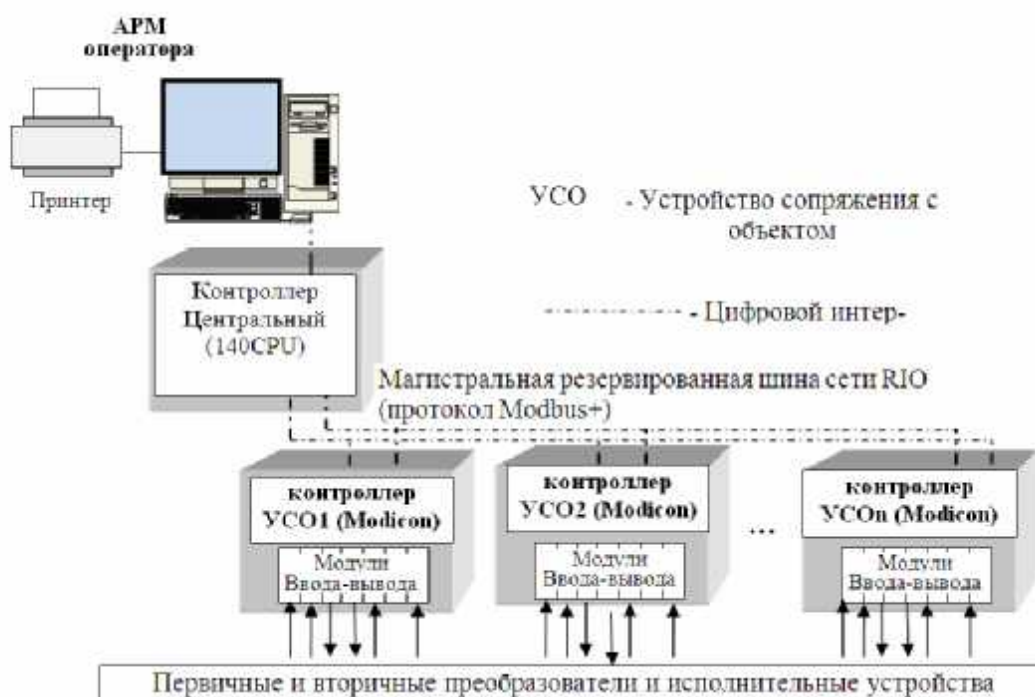 АРМ
оператора
Принтер
УСО - Устройство сопряжения с
объектом
Контроллер
Центральный
(140CPU)
- Цифровой интер-
Магистральная резервированная шина сети RIO
(протокол Modbus+)
контроллер
УСО1 (Modicon)
Модули
Ввода-вывода
контроллер
УСО2 (Modicon)
Модули
Ввода-вывода
...
контроллер
УСОn (Modicon)
Модули
Ввода-вывода
Первичные и вторичные преобразователи и исполнительные устройства